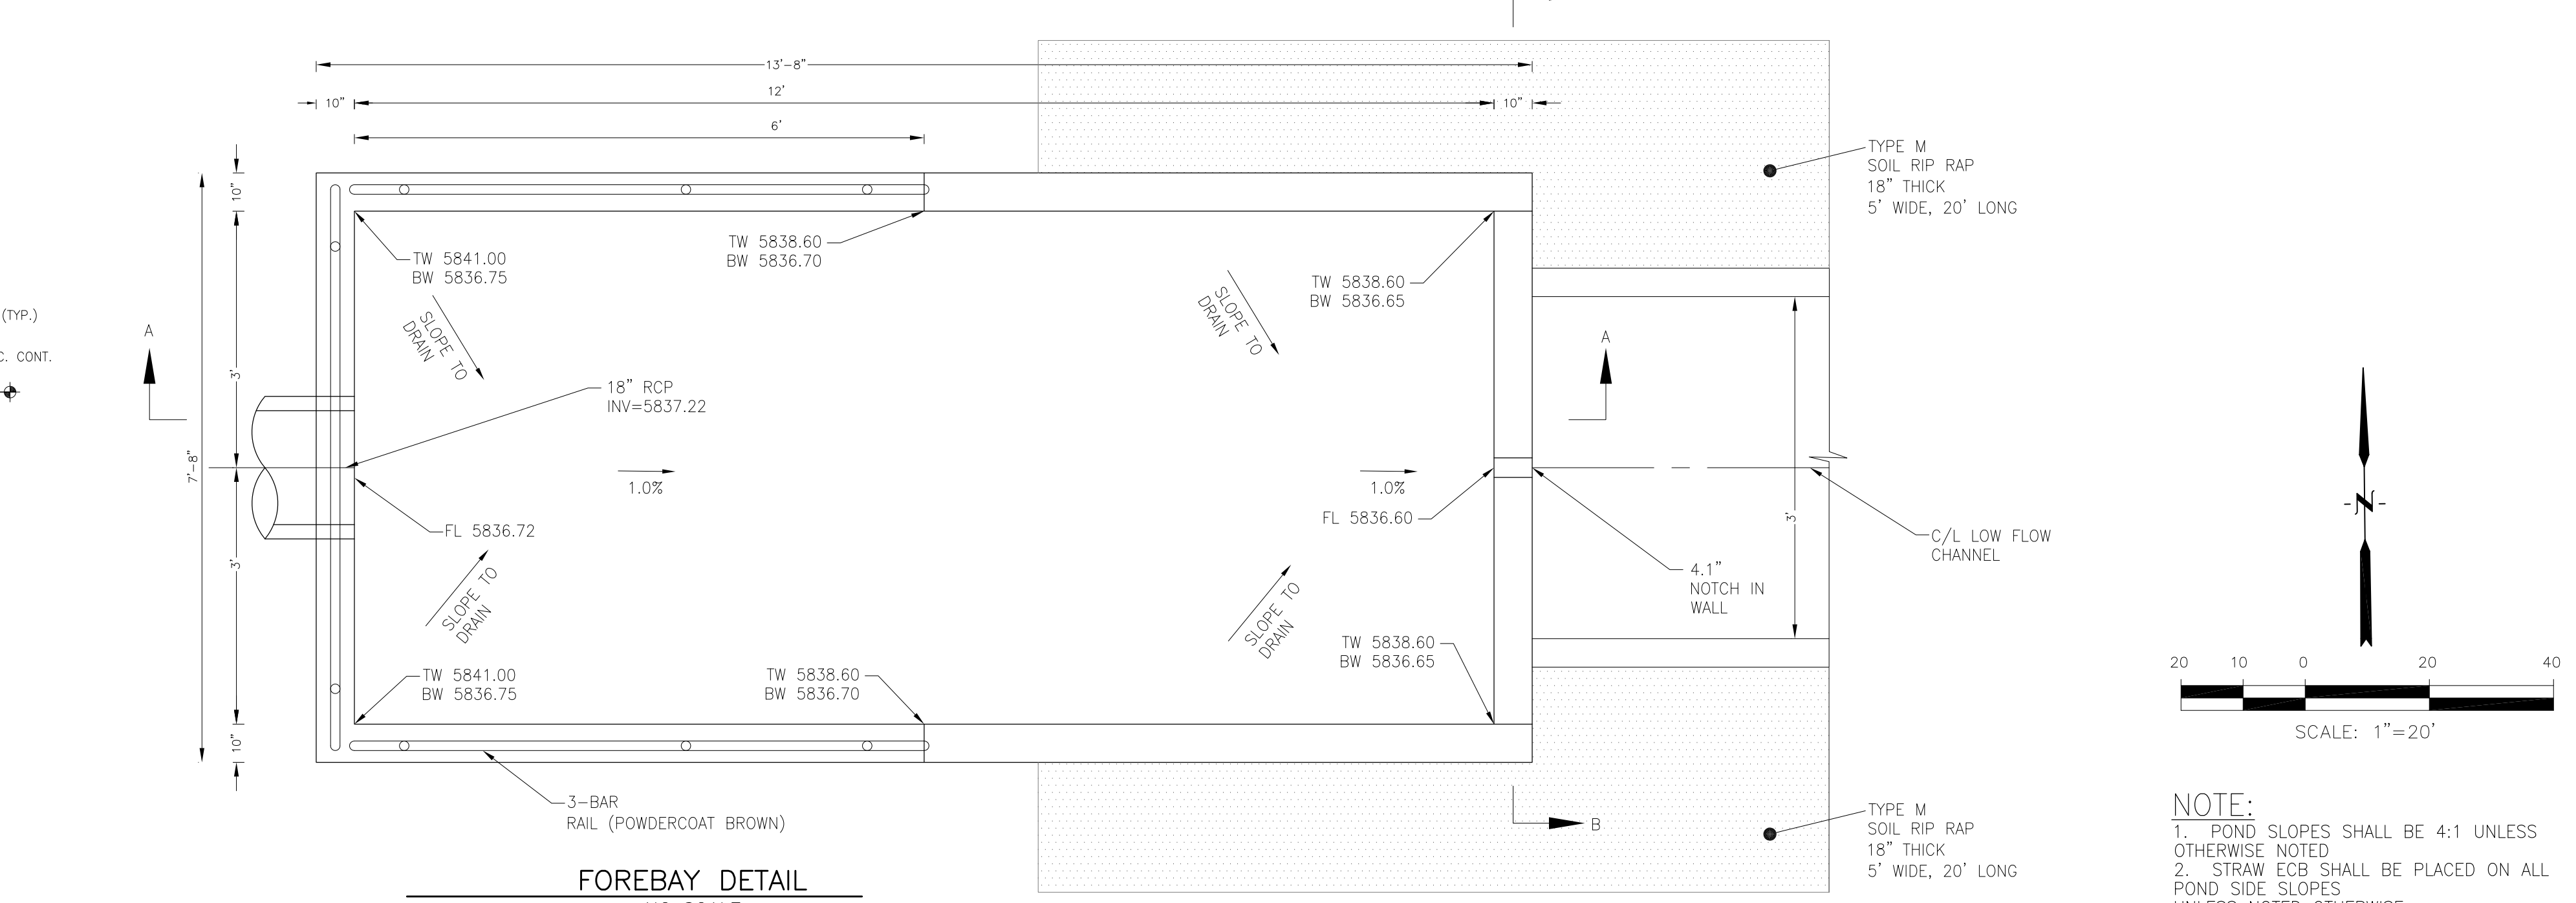 13'-8"
10"
12'
10"
6'
TYPE M
SOIL RIP RAP
18" THICK
5' WIDE, 20' LONG
10"
TW 5841.00
BW 5836.75
TW 5838.60
BW 5836.70
TW 5838.60
BW 5836.65
SLOPE TO
DRAIN
SLOPE TO
DRAIN
(TYP.)
C. CONT.
A
A
3'
18" RCP
INV=5837.22
7'-8"
1.0%
1.0%
FL 5836.72
FL 5836.60
3'
3'
4.1"
NOTCH IN
WALL
C/L LOW FLOW
CHANNEL
SLOPE TO
DRAIN
SLOPE TO
DRAIN
TW 5841.00
BW 5836.75
TW 5838.60
BW 5836.70
TW 5838.60
BW 5836.65
10"
3-BAR
RAIL (POWDERCOAT BROWN)
B
TYPE M
SOIL RIP RAP
18" THICK
5' WIDE, 20' LONG
FOREBAY DETAIL
N
20 10 0 20 40
SCALE: 1"=20'
NOTE:
1. POND SLOPES SHALL BE 4:1 UNLESS
OTHERWISE NOTED
2. STRAW ECB SHALL BE PLACED ON ALL
POND SIDE SLOPES
UNLESS NOTED OTHERWISE